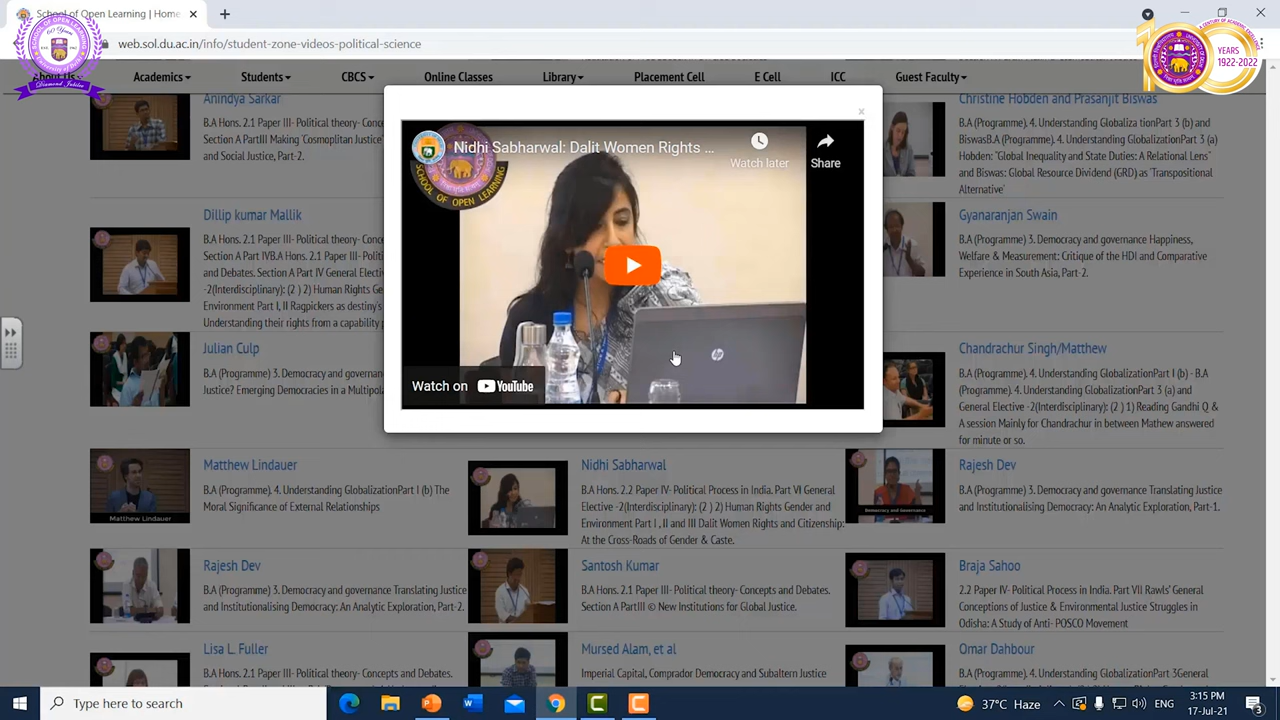 School of Open Learning | Home
web.sol.du.ac.in/info/student-zone-videos-political-science
YEARS
1922-2022
About Us
Academics
Students
CBCS
Online Classes
Library
Placement Cell
E Cell
ICC
Guest Faculty
Anindya Sarkar
B.A Hons. 2.1 Paper III- Political theory- Conce
Section A PartIII Making 'Cosmoplitan Justice
and Social Justice, Part-2.
Christine Hobden and Prasanjit Biswas
B.A (Programme). 4. Understanding GlobalizationPart 3 (b) and
BiswasB.A (Programme). 4. Understanding GlobalizationPart 3 (a)
Hobden: "Global Inequality and State Duties: A Relational Lens"
and Biswas: Global Resource Dividend (GRD) as 'Transpositional
Alternative'
Dillip kumar Mallik
B.A Hons. 2.1 Paper III- Political theory- Conce
Section A Part IVB.A Hons. 2.1 Paper III- Politi
and Debates. Section A Part IV General Elective
-2(Interdisciplinary): (2 ) 2) Human Rights Ge
Environment Part I, II Ragpickers as destiny's
Understanding their rights from a capability p
Gyanaranjan Swain
B.A (Programme) 3. Democracy and governance Happiness,
Welfare & Measurement: Critique of the HDI and Comparative
Experience in South Asia, Part-2.
Julian Culp
B.A (Programme) 3. Democracy and governa
Justice? Emerging Democracies in a Multipola
Chandrachur Singh/Matthew
B.A (Programme). 4. Understanding GlobalizationPart I (b) - B.A
(Programme). 4. Understanding GlobalizationPart 3 (a) and
General Elective -2(Interdisciplinary): (2 ) 1) Reading Gandhi Q &
A session Mainly for Chandrachur in between Mathew answered
for minute or so.
Nidhi Sabharwal: Dalit Women Rights ...
Watch later
Share
SCHOOL OF OPEN LEARNING
hp
Watch on YouTube
Matthew Lindauer
B.A (Programme). 4. Understanding GlobalizationPart I (b) The
Moral Significance of External Relationships
Matthew Lindauer
Nidhi Sabharwal
B.A Hons. 2.2 Paper IV- Political Process in India. Part VI General
Elective -2(Interdisciplinary): (2 ) 2) Human Rights Gender and
Environment Part I , II and III Dalit Women Rights and Citizenship:
At the Cross-Roads of Gender & Caste.
Rajesh Dev
B.A (Programme) 3. Democracy and governance Translating Justice
and Institutionalising Democracy: An Analytic Exploration, Part-1.
Democracy and governance
Rajesh Dev
B.A (Programme) 3. Democracy and governance Translating Justice
and Institutionalising Democracy: An Analytic Exploration, Part-2.
Santosh Kumar
B.A Hons. 2.1 Paper III- Political theory- Concepts and Debates.
Section A PartIII © New Institutions for Global Justice.
Braja Sahoo
2.2 Paper IV- Political Process in India. Part VII Rawls' General
Conceptions of Justice & Environmental Justice Struggles in
Odisha: A Study of Anti- POSCO Movement
Lisa L. Fuller
B.A Hons. 2.1 Paper III- Political theory- Concepts and Debates.
Mursed Alam, et al
Imperial Capital, Comprador Democracy and Subaltern Justice
Omar Dahbour
B.A (Programme). 4. Understanding GlobalizationPart 3General
Type here to search
37°C Haze
ENG
3:15 PM
17-Jul-21
3